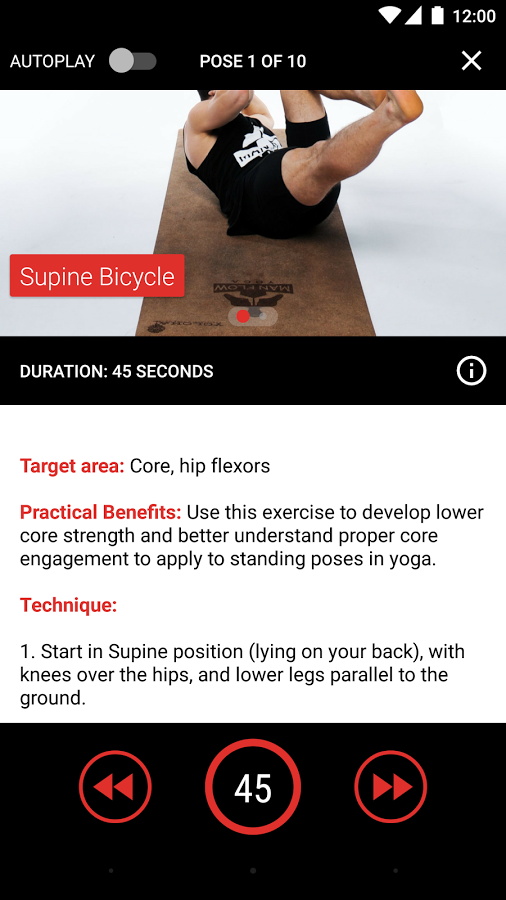 12:00
AUTOPLAY
POSE 1 OF 10
Supine Bicycle
MAN FLOW
YOGA
DURATION: 45 SECONDS
Target area: Core, hip flexors
Practical Benefits: Use this exercise to develop lower
core strength and better understand proper core
engagement to apply to standing poses in yoga.
Technique:
1. Start in Supine position (lying on your back), with
knees over the hips, and lower legs parallel to the
ground.
45